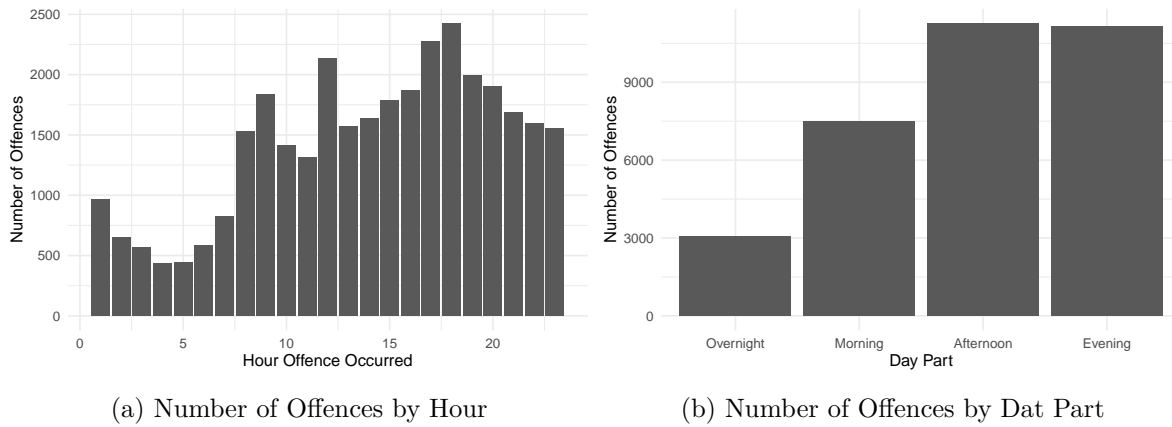 2500
2000
1500
1000
500
0
Number of Offences
0 5 10 15 20
Hour Offence Occurred
(a) Number of Offences by Hour
9000
6000
3000
0
Number of Offences
Overnight Morning Afternoon Evening
Day Part
(b) Number of Offences by Dat Part